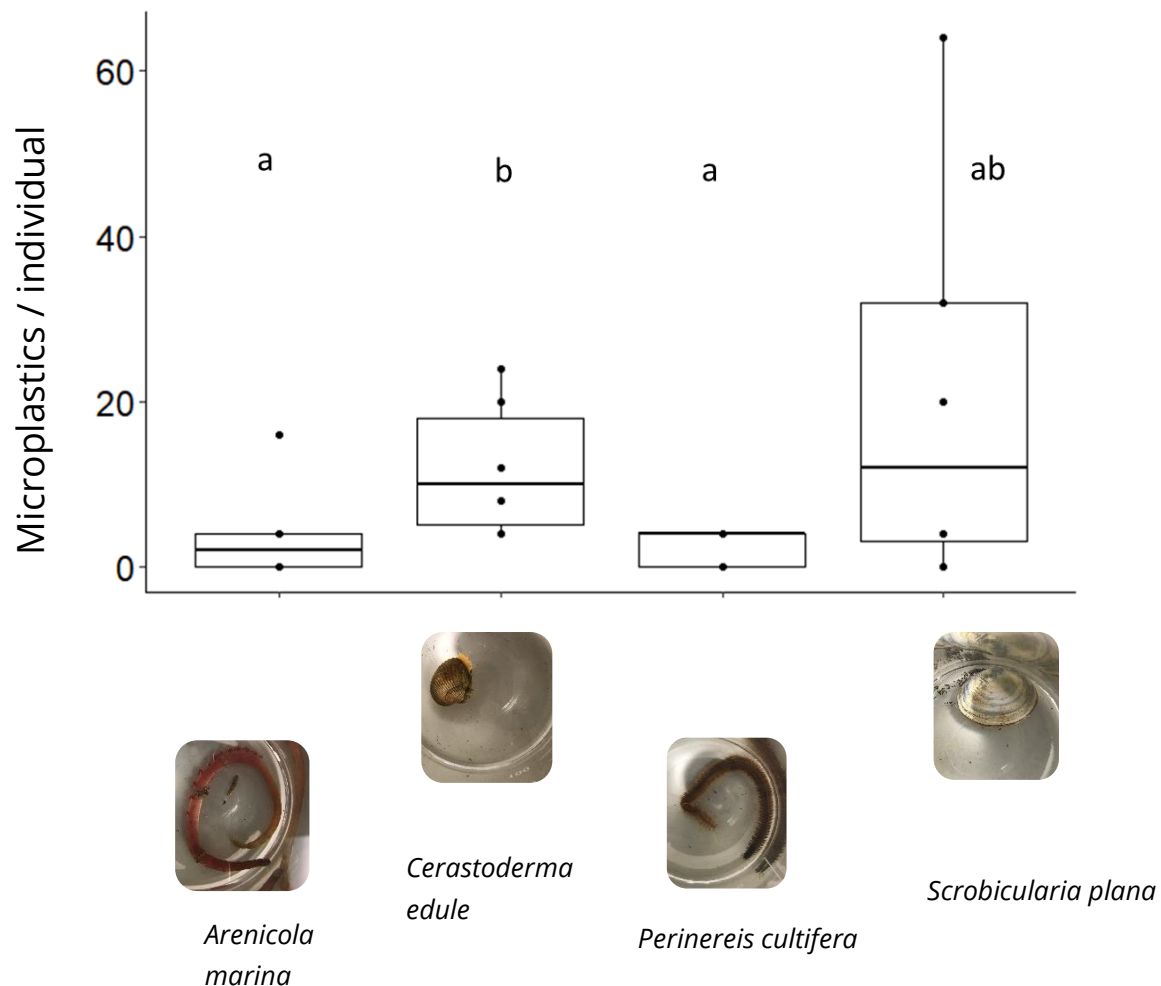 Microplastics / individual
60
40
20
0
a
b
a
ab
Arenicola
marina
Cerastoderma
edule
Perinereis cultifera
Scrobicularia plana